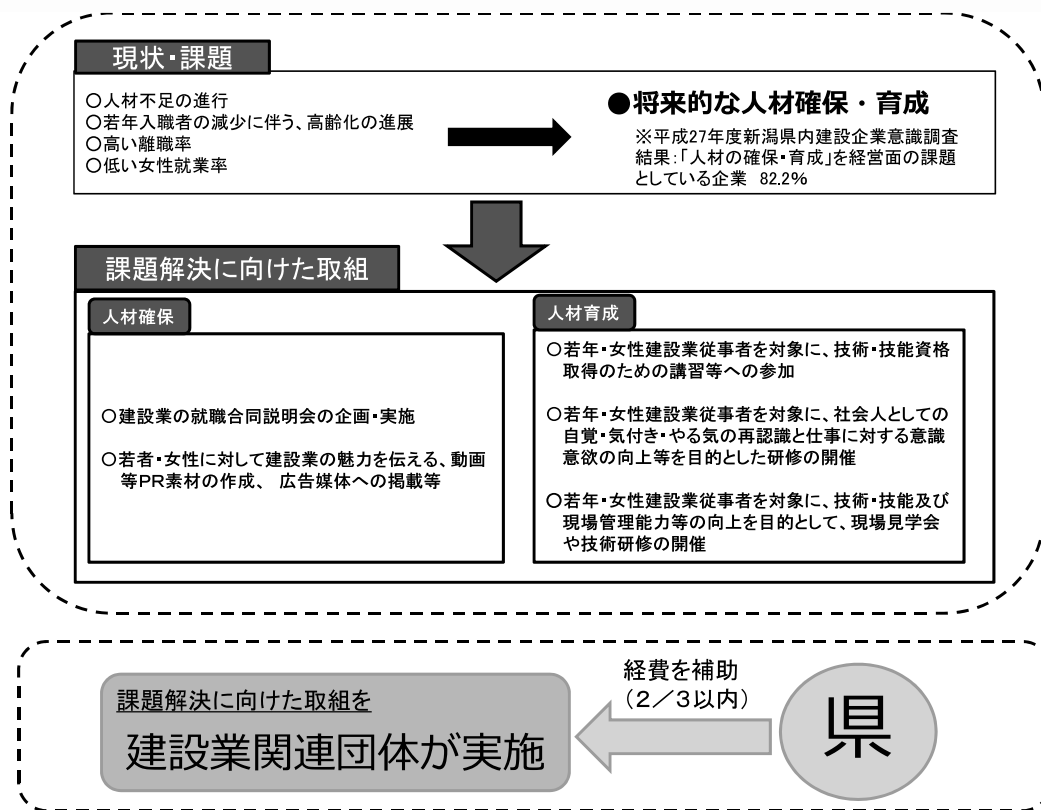 現状・課題
○人材不足の進行
○若年入職者の減少に伴う、高齢化の進展
○高い離職率
○低い女性就業率
●将来的な人材確保・育成
※平成27年度新潟県内建設企業意識調査
結果:「人材の確保・育成」を経営面の課題
としている企業 82.2%
課題解決に向けた取組
人材確保
○建設業の就職合同説明会の企画・実施
○若者・女性に対して建設業の魅力を伝える、動画
等PR素材の作成、 広告媒体への掲載等
人材育成
○若年・女性建設業従事者を対象に、技術・技能資格
取得のための講習等への参加
○若年・女性建設業従事者を対象に、社会人としての
自覚・気付き・やる気の再認識と仕事に対する意識
意欲の向上等を目的とした研修の開催
○若年・女性建設業従事者を対象に、技術・技能及び
現場管理能力等の向上を目的として、現場見学会
や技術研修の開催
課題解決に向けた取組を
建設業関連団体が実施
経費を補助
(2/3以内)
県